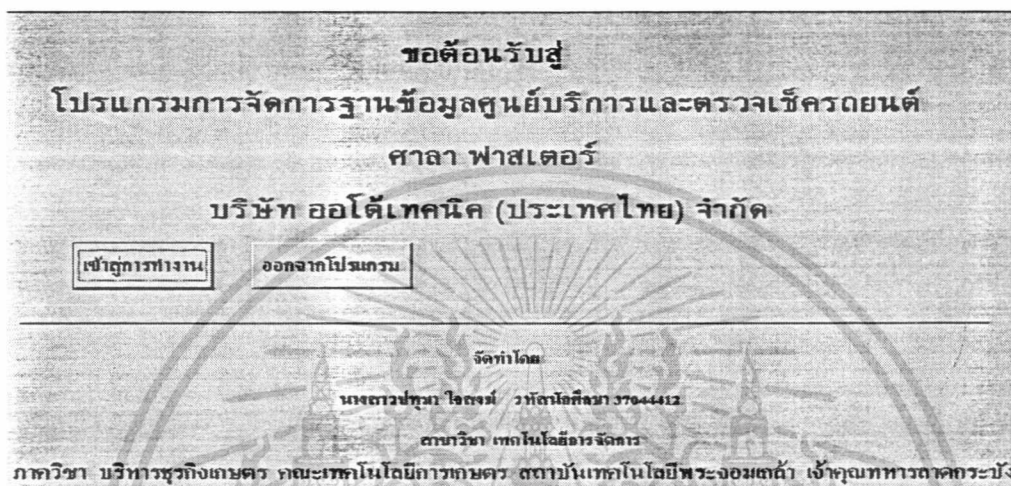 ขอต้อนรับสู่
โปรแกรมการจัดการฐานข้อมูลศูนย์บริการและตรวจเช็ครถยนต์
ศาลา ฟาสเตอร์
บริษัท ออโต้เทคนิค (ประเทศไทย) จำกัด
เข้าสู่การทำงาน ออกจากโปรแกรม
จัดทำโดย
นางสาวปทุมา รหัสนักศึกษา 37044412
สาขาวิชา เทคโนโลยีการจัดการ
ภาควิชา บริหารธุรกิจเกษตร คณะเทคโนโลยีการเกษตร สถาบันเทคโนโลยีพระจอมเกล้า เจ้าคุณทหารลาดกระบัง